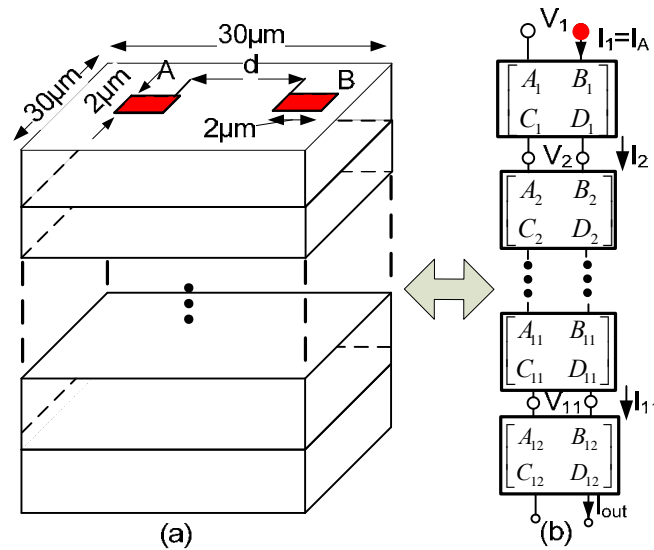 30µm
30µm
2µm
A
d
B
2µm
(a)
V1
I1=IA
A1 B1
C1 D1
V2
I2
A2 B2
C2 D2
A11 B11
C11 D11
V11
I11
A12 B12
C12 D12
Iout
(b)